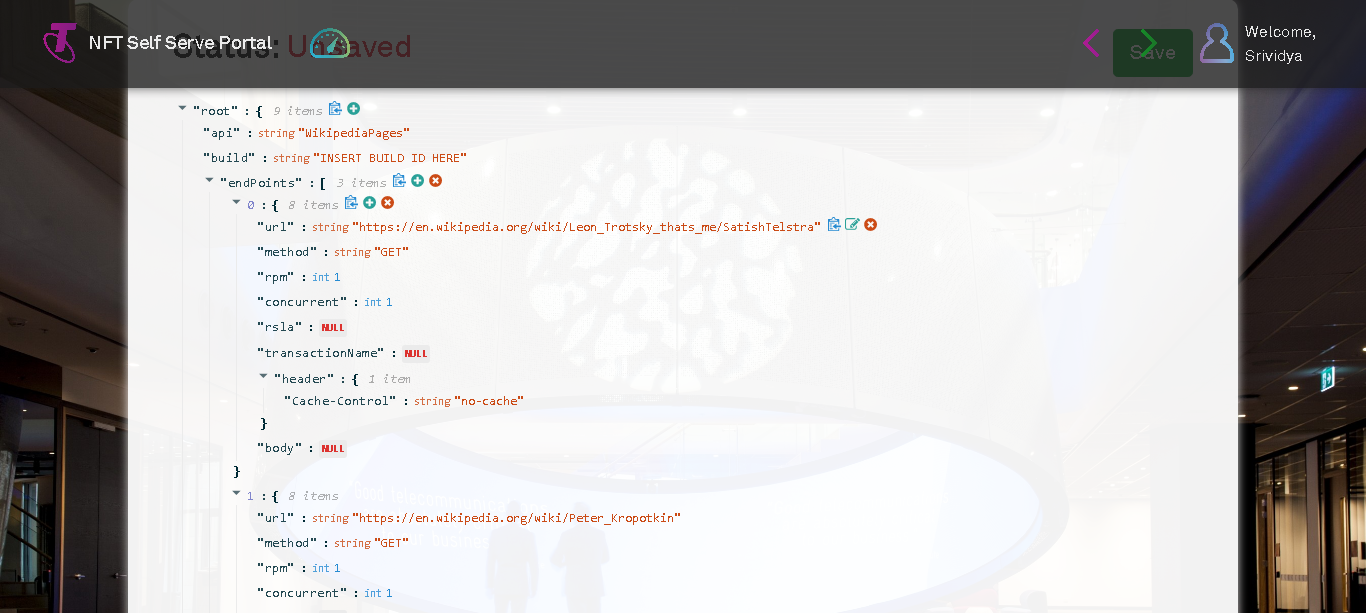 NFT Self Serve Portal
Status: Unsaved
Save
Welcome,
Srividya
"root" : { 9 items
"api" : string "WikipediaPages"
"build" : string "INSERT BUILD ID HERE"
"endPoints" : [ 3 items
0 : { 8 items
"url" : string "https://en.wikipedia.org/wiki/Leon_Trotsky_thats_me/SatishTelstra"
"method" : string "GET"
"rpm" : int 1
"concurrent" : int 1
"rsla" : NULL
"transactionName" : NULL
"header" : { 1 item
"Cache-Control" : string "no-cache"
}
"body" : NULL
}
1 : { 8 items
"url" : string "https://en.wikipedia.org/wiki/Peter_Kropotkin"
"method" : string "GET"
"rpm" : int 1
"concurrent" : int 1